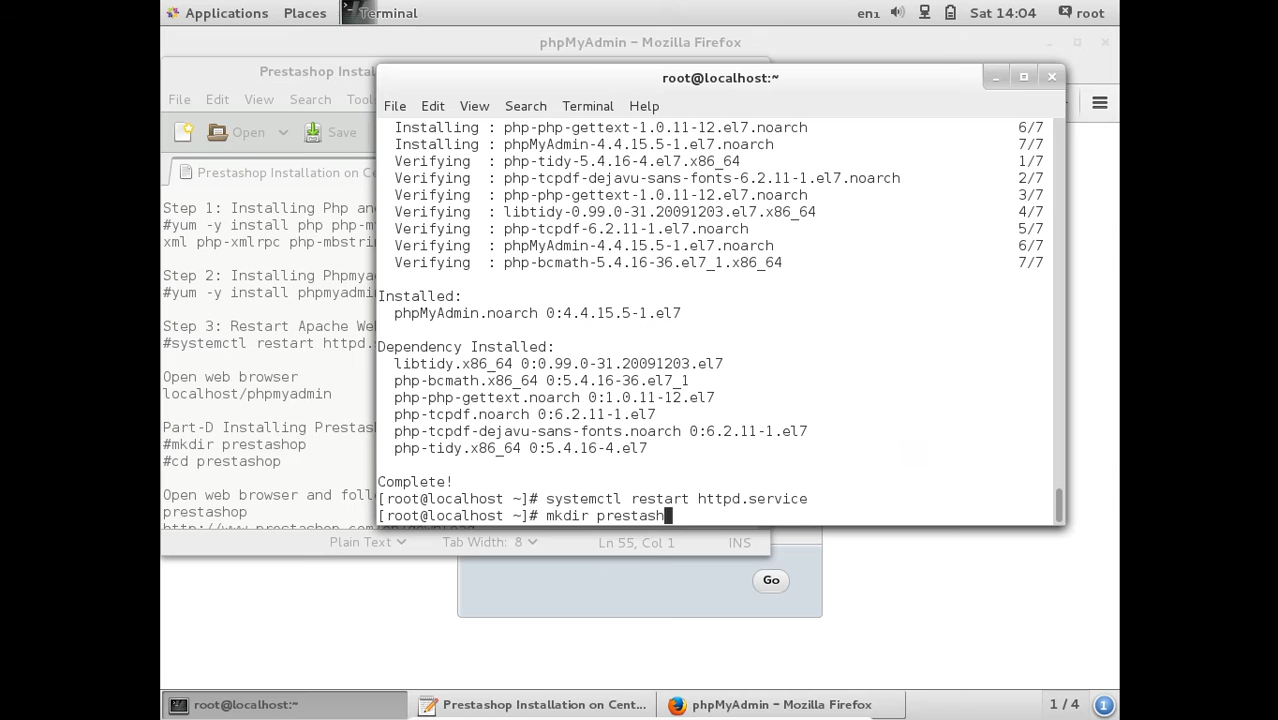 Applications Places Terminal en1 Sat 14:04 root
phpMyAdmin - Mozilla Firefox
Prestashop Instal
File Edit View Search Too
Open Save
Prestashop Installation on Cen
Step 1: Installing Php an
#yum -y install php php-m
xml php-xmlrpc php-mbstri
Step 2: Installing Phpmya
#yum -y install phpmyadmi
Step 3: Restart Apache We
#systemctl restart httpd.
Open web browser
localhost/phpmyadmin
Part-D Installing Prestas
#mkdir prestashop
#cd prestashop
Open web browser and foll
prestashop
Plain Text Tab Width: 8 Ln 55, Col 1 INS
root@localhost:~
File Edit View Search Terminal Help
Installing : php-php-gettext-1.0.11-12.el7.noarch 6/7
Installing : phpMyAdmin-4.4.15.5-1.el7.noarch 7/7
Verifying : php-tidy-5.4.16-4.el7.x86_64 1/7
Verifying : php-tcpdf-dejavu-sans-fonts-6.2.11-1.el7.noarch 2/7
Verifying : php-php-gettext-1.0.11-12.el7.noarch 3/7
Verifying : libtidy-0.99.0-31.20091203.el7.x86_64 4/7
Verifying : php-tcpdf-6.2.11-1.el7.noarch 5/7
Verifying : phpMyAdmin-4.4.15.5-1.el7.noarch 6/7
Verifying : php-bcmath-5.4.16-36.el7_1.x86_64 7/7
Installed:
phpMyAdmin.noarch 0:4.4.15.5-1.el7
Dependency Installed:
libtidy.x86_64 0:0.99.0-31.20091203.el7
php-bcmath.x86_64 0:5.4.16-36.el7_1
php-php-gettext.noarch 0:1.0.11-12.el7
php-tcpdf.noarch 0:6.2.11-1.el7
php-tcpdf-dejavu-sans-fonts.noarch 0:6.2.11-1.el7
php-tidy.x86_64 0:5.4.16-4.el7
Complete!
[root@localhost ~]# systemctl restart httpd.service
[root@localhost ~]# mkdir prestash
Go
root@localhost:~ Prestashop Installation on Cent... phpMyAdmin - Mozilla Firefox 1 / 4 1